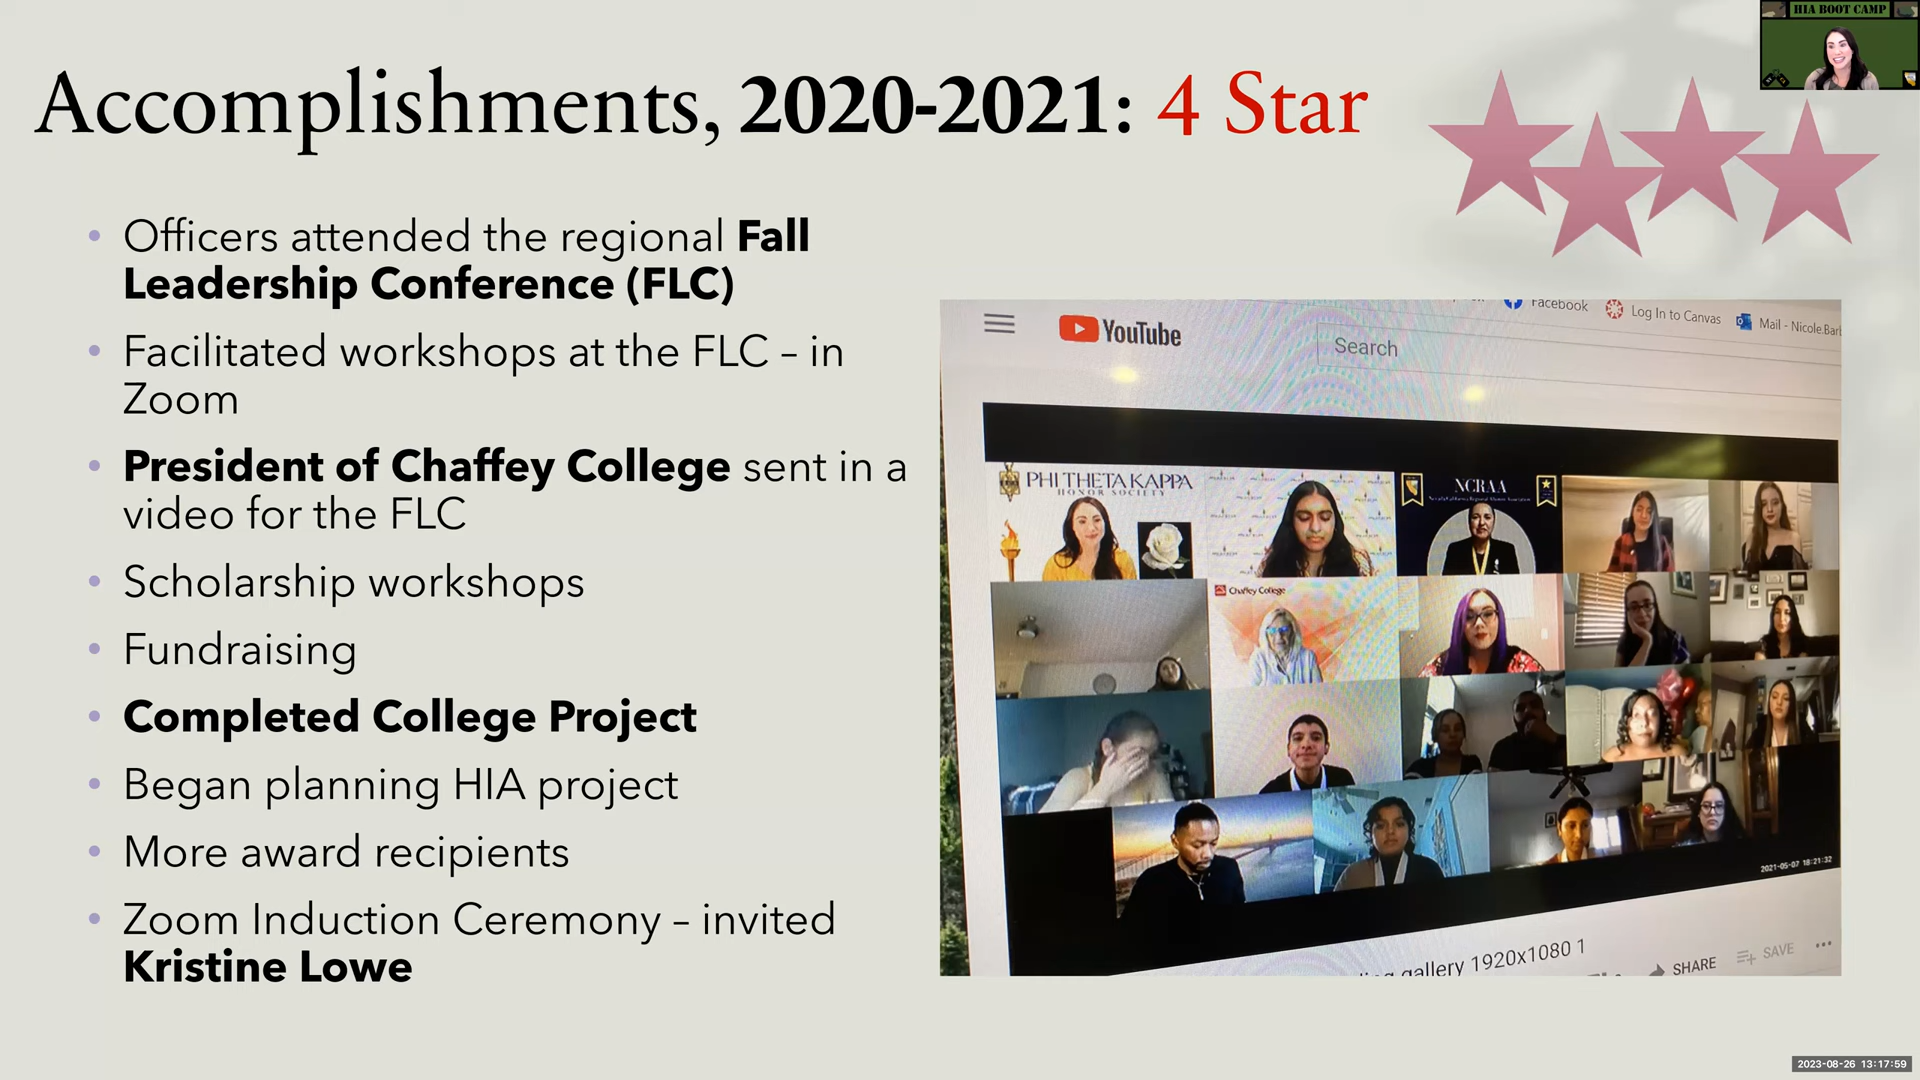 HIA BOOT CAMP
Accomplishments, 2020-2021: 4 Star
• Officers attended the regional Fall
Leadership Conference (FLC)
• Facilitated workshops at the FLC – in
Zoom
• President of Chaffey College sent in a
video for the FLC
• Scholarship workshops
• Fundraising
• Completed College Project
• Began planning HIA project
• More award recipients
• Zoom Induction Ceremony – invited
Kristine Lowe
Facebook
Log In to Canvas
Mail - Nicole.Barb
YouTube
Search
PHI THETA KAPPA
HONOR SOCIETY
NCRAA
Chaffey College
2021-05-07 18:21:32
gallery 1920x1080 1
SHARE
SAVE
2023-08-26 13:17:59